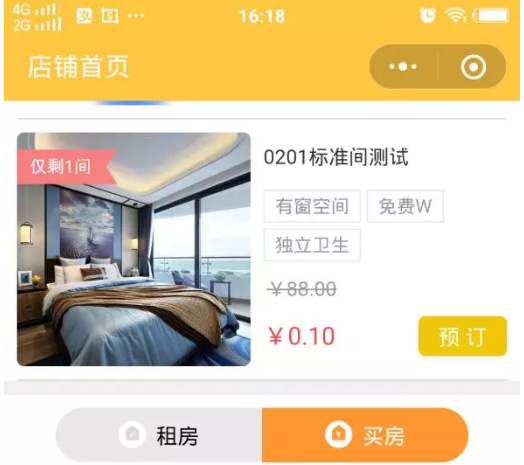 4G
2G
16:18
店铺首页
仅剩1间
0201标准间测试
有窗空间 免费W
独立卫生
￥88.00
￥0.10
预订
租房 买房